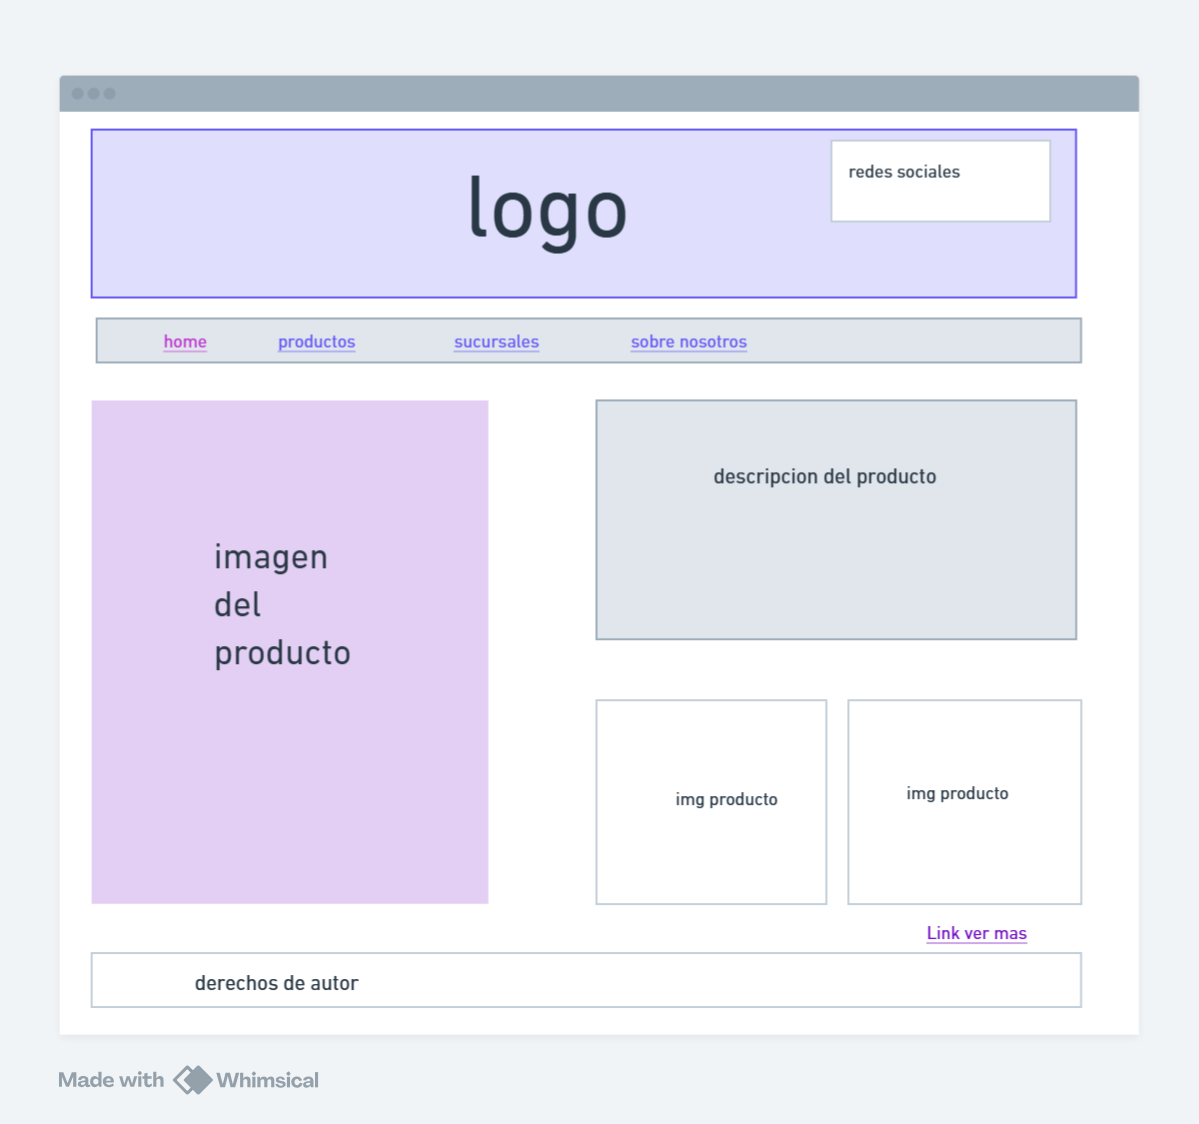 logo
redes sociales
home productos sucursales sobre nosotros
imagen
del
producto
descripcion del producto
img producto
img producto
Link ver mas
derechos de autor
Made with Whimsical